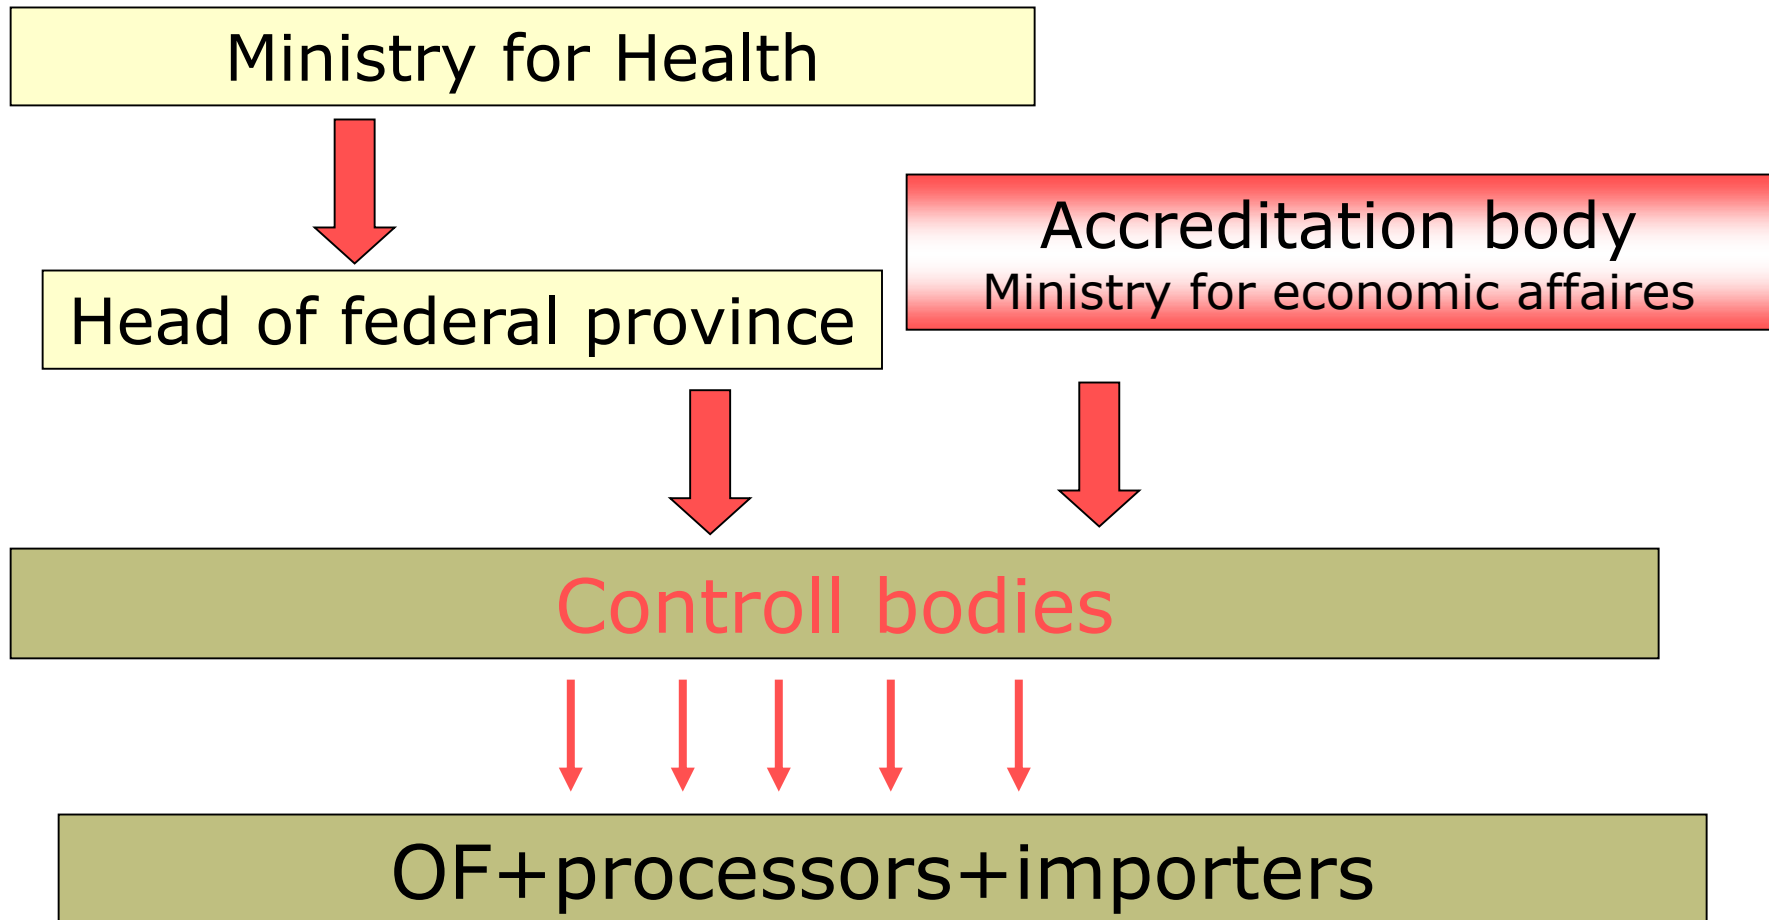 Ministry for Health
Accreditation body
Ministry for economic affaires
Head of federal province
Controll bodies
OF+processors+importers